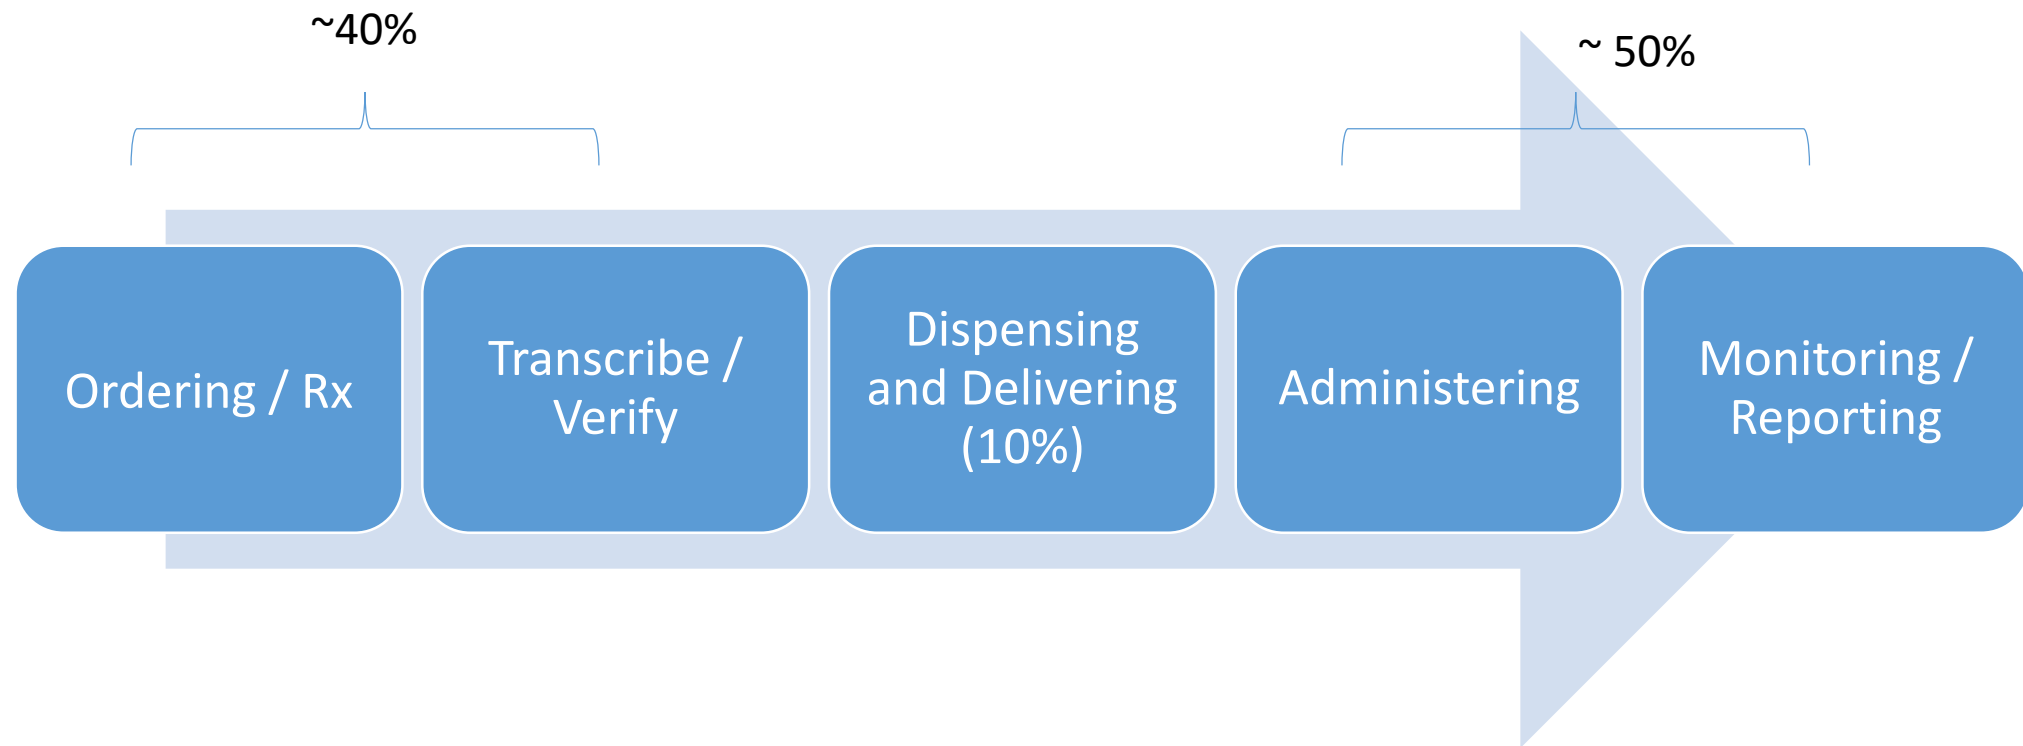 ~40%
~ 50%
Ordering / Rx
Transcribe /
Verify
Dispensing
and Delivering
(10%)
Administering
Monitoring /
Reporting